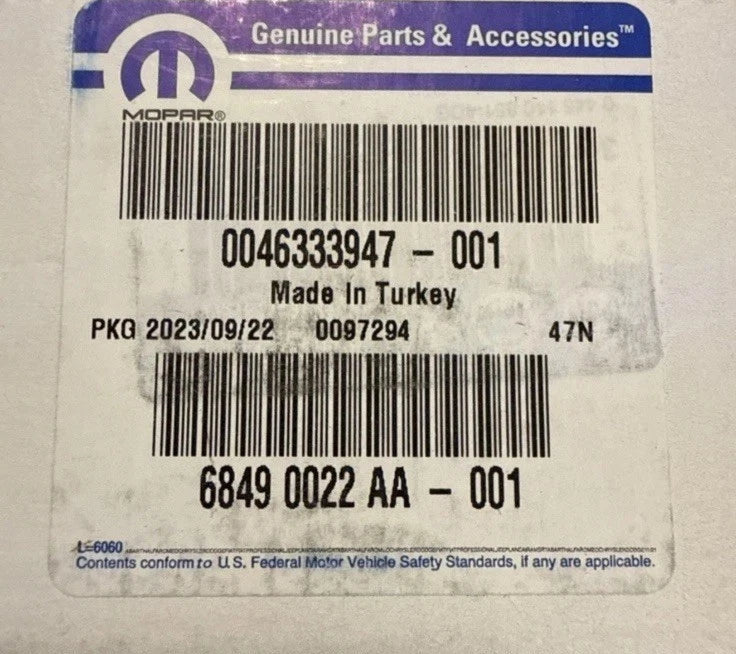 Genuine Parts & Accessories™
MOPAR®
0046333947 - 001
Made In Turkey
PKG 2023/09/22 0097294 47N
6849 0022 AA - 001
L-6060
Contents conform to U.S. Federal Motor Vehicle Safety Standards, if any are applicable.